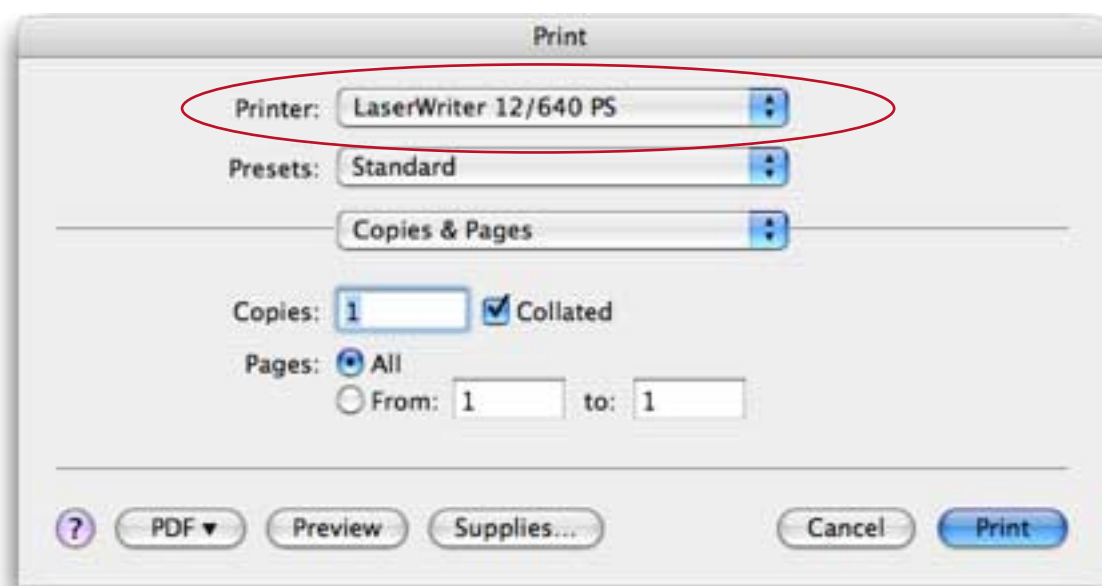 Print
Printer: LaserWriter 12/640 PS
Presets: Standard
Copies & Pages
Copies: 1 Collated
Pages: All
From: 1 to: 1
? PDF ▼ Preview Supplies... Cancel Print